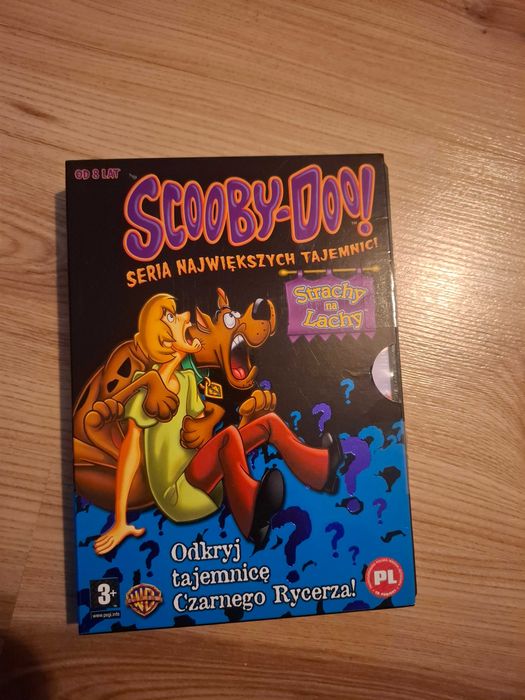 OD 8 LAT
SCOOBY-DOO!
SERIA NAJWIĘKSZYCH TAJEMNIC!
Strachy
na
Lachy
Odkryj
tajemnicę
Czarnego Rycerza!
3+
www.pegi.info
PL